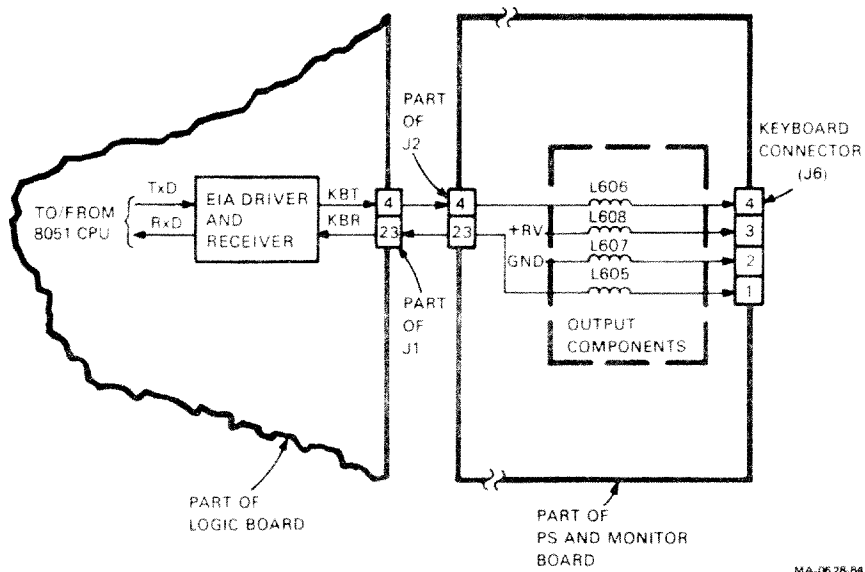 PART
OF
J2
KEYBOARD
CONNECTOR
(J6)
TO/FROM
8051 CPU
TxD
RxD
EIA DRIVER
AND
RECEIVER
KBT
KBR
4
23
4
23
+RV
GND
L606
L608
L607
L605
4
3
2
1
OUTPUT
COMPONENTS
PART
OF
J1
PART OF
LOGIC BOARD
PART OF
PS AND MONITOR
BOARD
MA-0628-84